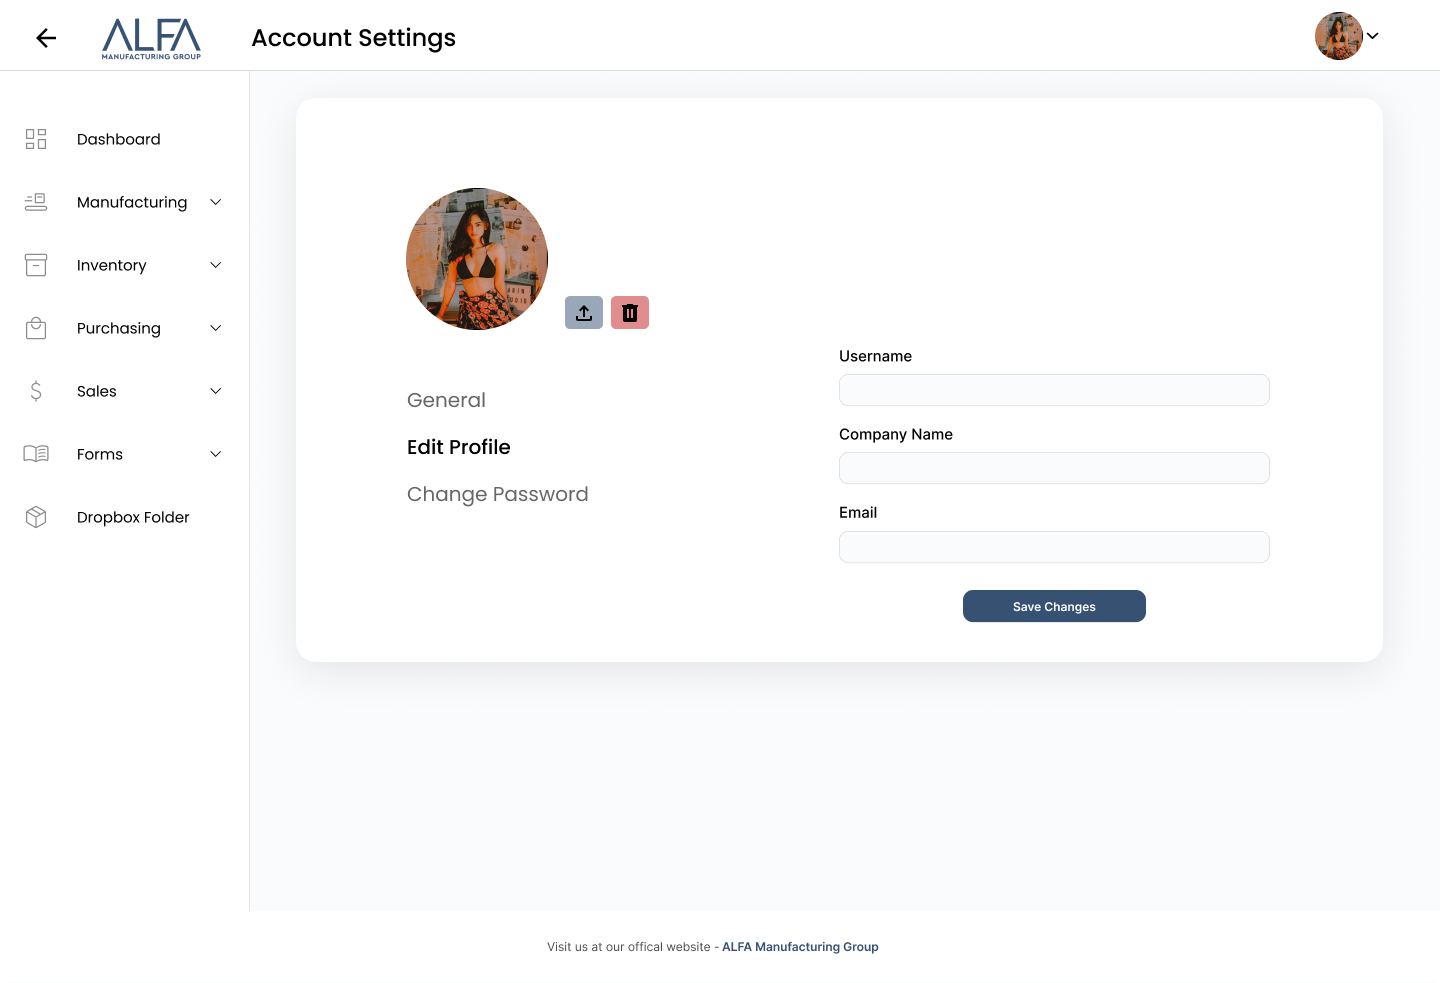 ALFA
MANUFACTURING GROUP
Account Settings
Dashboard
Manufacturing
Inventory
Purchasing
Sales
Forms
Dropbox Folder
General
Edit Profile
Change Password
Username
Company Name
Email
Save Changes
Visit us at our offical website - ALFA Manufacturing Group